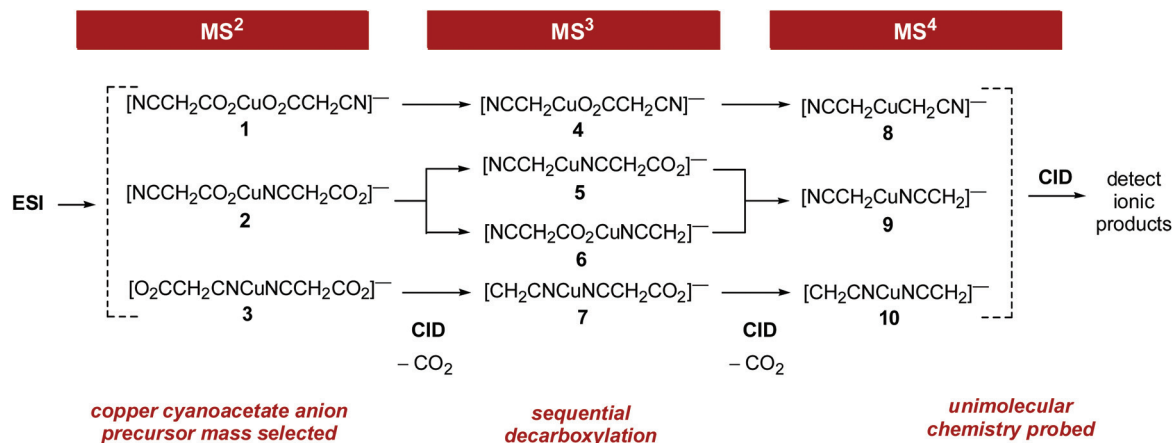 MS² MS³ MS⁴
[NCCH₂CO₂CuO₂CCH₂CN]⁻ [NCCH₂CuO₂CCH₂CN]⁻ [NCCH₂CuCH₂CN]⁻
1 4 8
[NCCH₂CuNCCH₂CO₂]⁻
5
ESI [NCCH₂CO₂CuNCCH₂CO₂]⁻ [NCCH₂CuNCCH₂]⁻ CID detect
2 9 ionic
[NCCH₂CO₂CuNCCH₂]⁻ products
6
[O₂CCH₂CNCuNCCH₂CO₂]⁻ [CH₂CNCuNCCH₂CO₂]⁻ [CH₂CNCuNCCH₂]⁻
3 7 10
CID CID
– CO₂ – CO₂
copper cyanoacetate anion sequential unimolecular
precursor mass selected decarboxylation chemistry probed